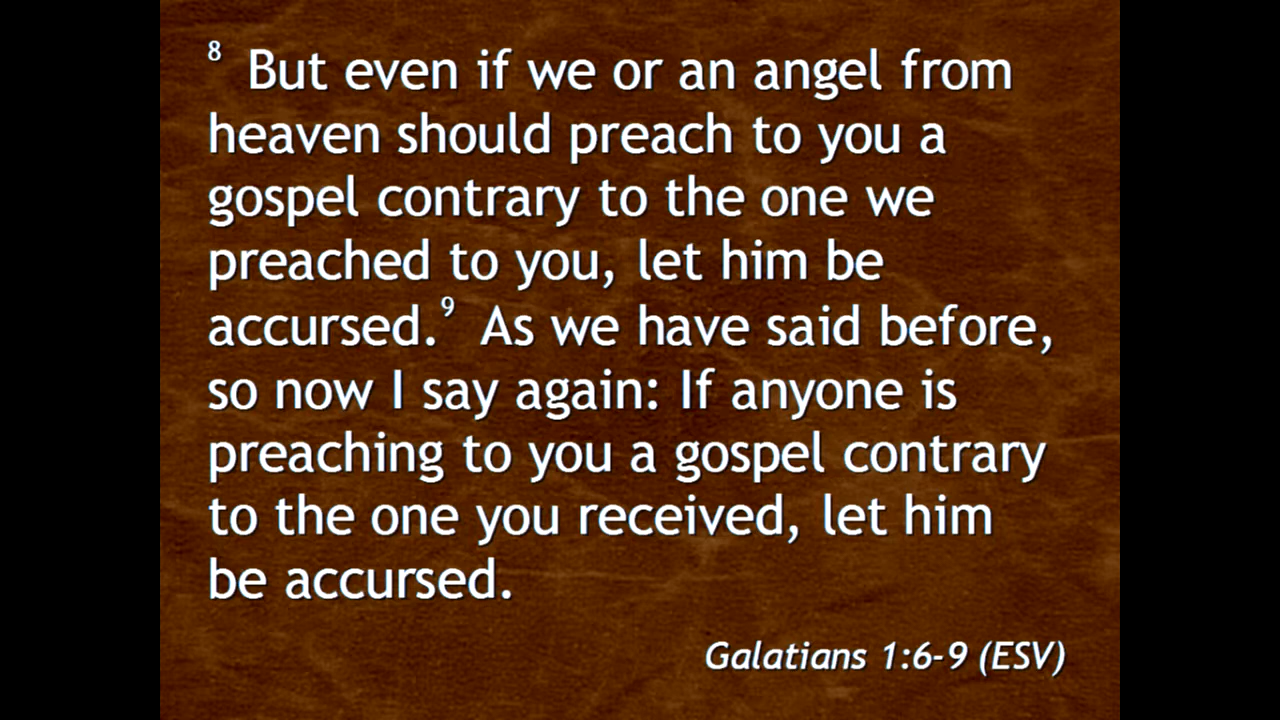 8 But even if we or an angel from
heaven should preach to you a
gospel contrary to the one we
preached to you, let him be
accursed.9 As we have said before,
so now I say again: If anyone is
preaching to you a gospel contrary
to the one you received, let him
be accursed.
Galatians 1:6-9 (ESV)